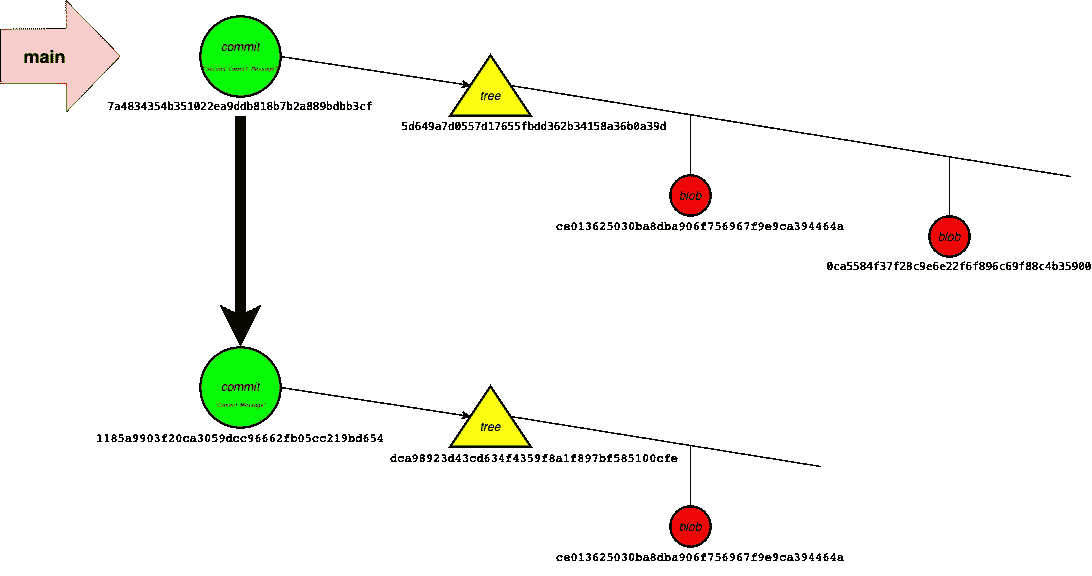 main
commit
Second Commit Message
7a4834354b351022ea9ddb818b7b2a889bdbb3cf
tree
5d649a7d0557d17655fbdd362b34158a36b0a39d
blob
ce013625030ba8dba906f756967f9e9ca394464a
blob
0ca5584f37f28c9e6e22f6f896c69f88c4b35900
commit
Commit Message
1185a9903f20ca3059dcc96662fb05cc219bd654
tree
dca98923d43cd634f4359f8a1f897bf585100cfe
blob
ce013625030ba8dba906f756967f9e9ca394464a